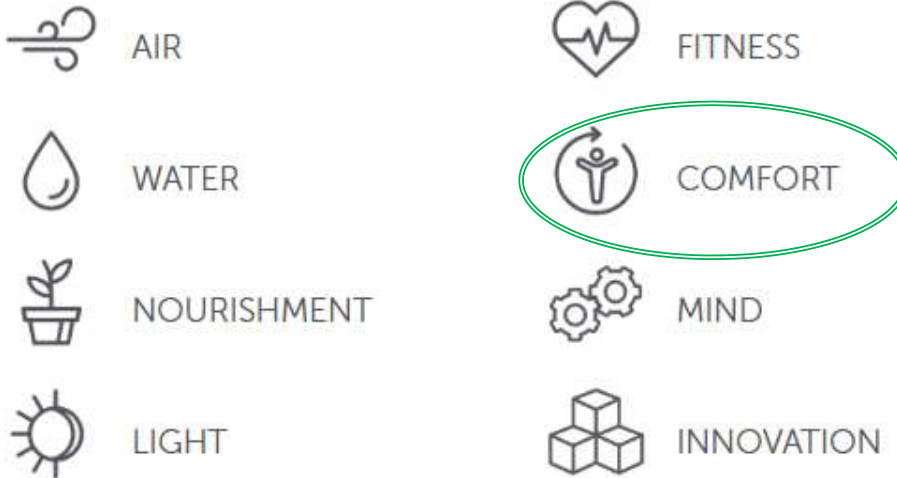 AIR
WATER
NOURISHMENT
LIGHT
FITNESS
COMFORT
MIND
INNOVATION